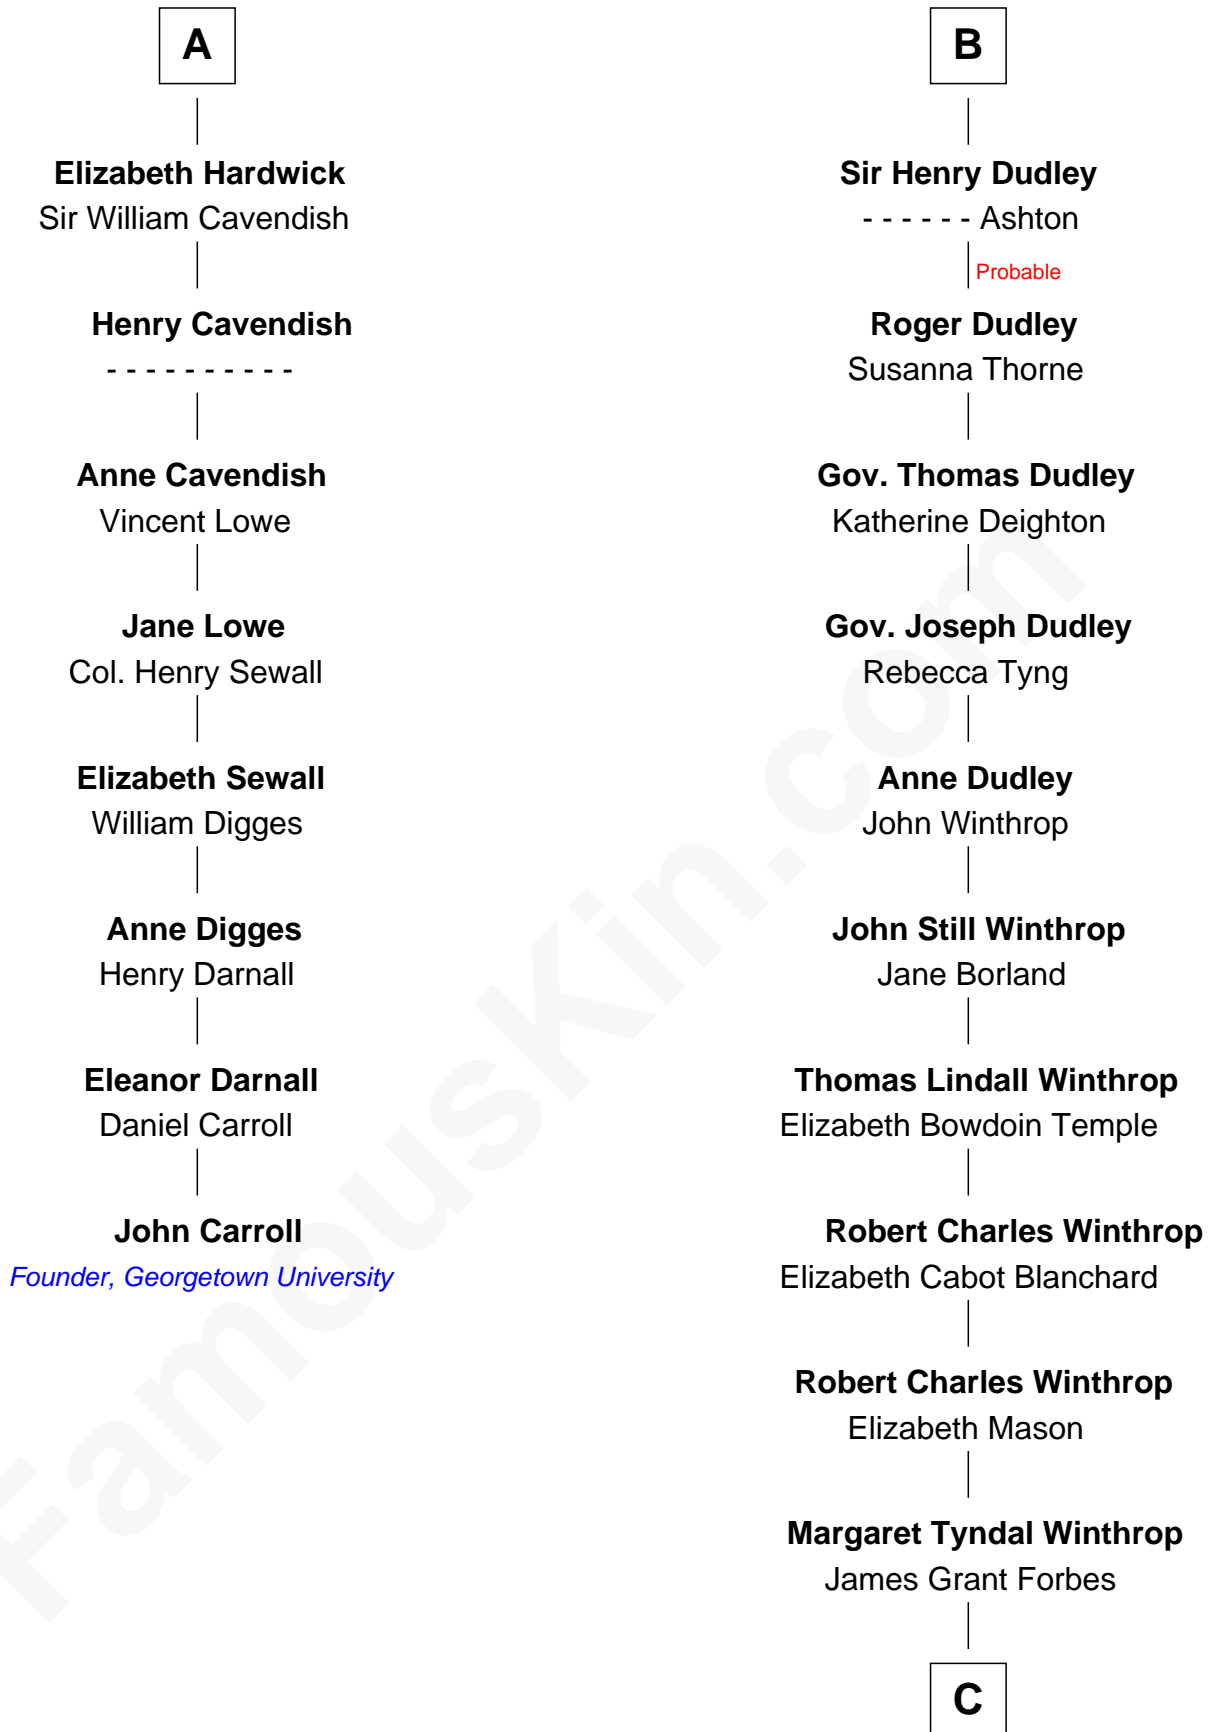 A
Elizabeth Hardwick
Sir William Cavendish
Henry Cavendish
- - - - - - - - - -
Anne Cavendish
Vincent Lowe
Jane Lowe
Col. Henry Sewall
Elizabeth Sewall
William Digges
Anne Digges
Henry Darnall
Eleanor Darnall
Daniel Carroll
John Carroll
Founder, Georgetown University
B
Sir Henry Dudley
- - - - - - Ashton
Probable
Roger Dudley
Susanna Thorne
Gov. Thomas Dudley
Katherine Deighton
Gov. Joseph Dudley
Rebecca Tyng
Anne Dudley
John Winthrop
John Still Winthrop
Jane Borland
Thomas Lindall Winthrop
Elizabeth Bowdoin Temple
Robert Charles Winthrop
Elizabeth Cabot Blanchard
Robert Charles Winthrop
Elizabeth Mason
Margaret Tyndal Winthrop
James Grant Forbes
C
FamousKin.com